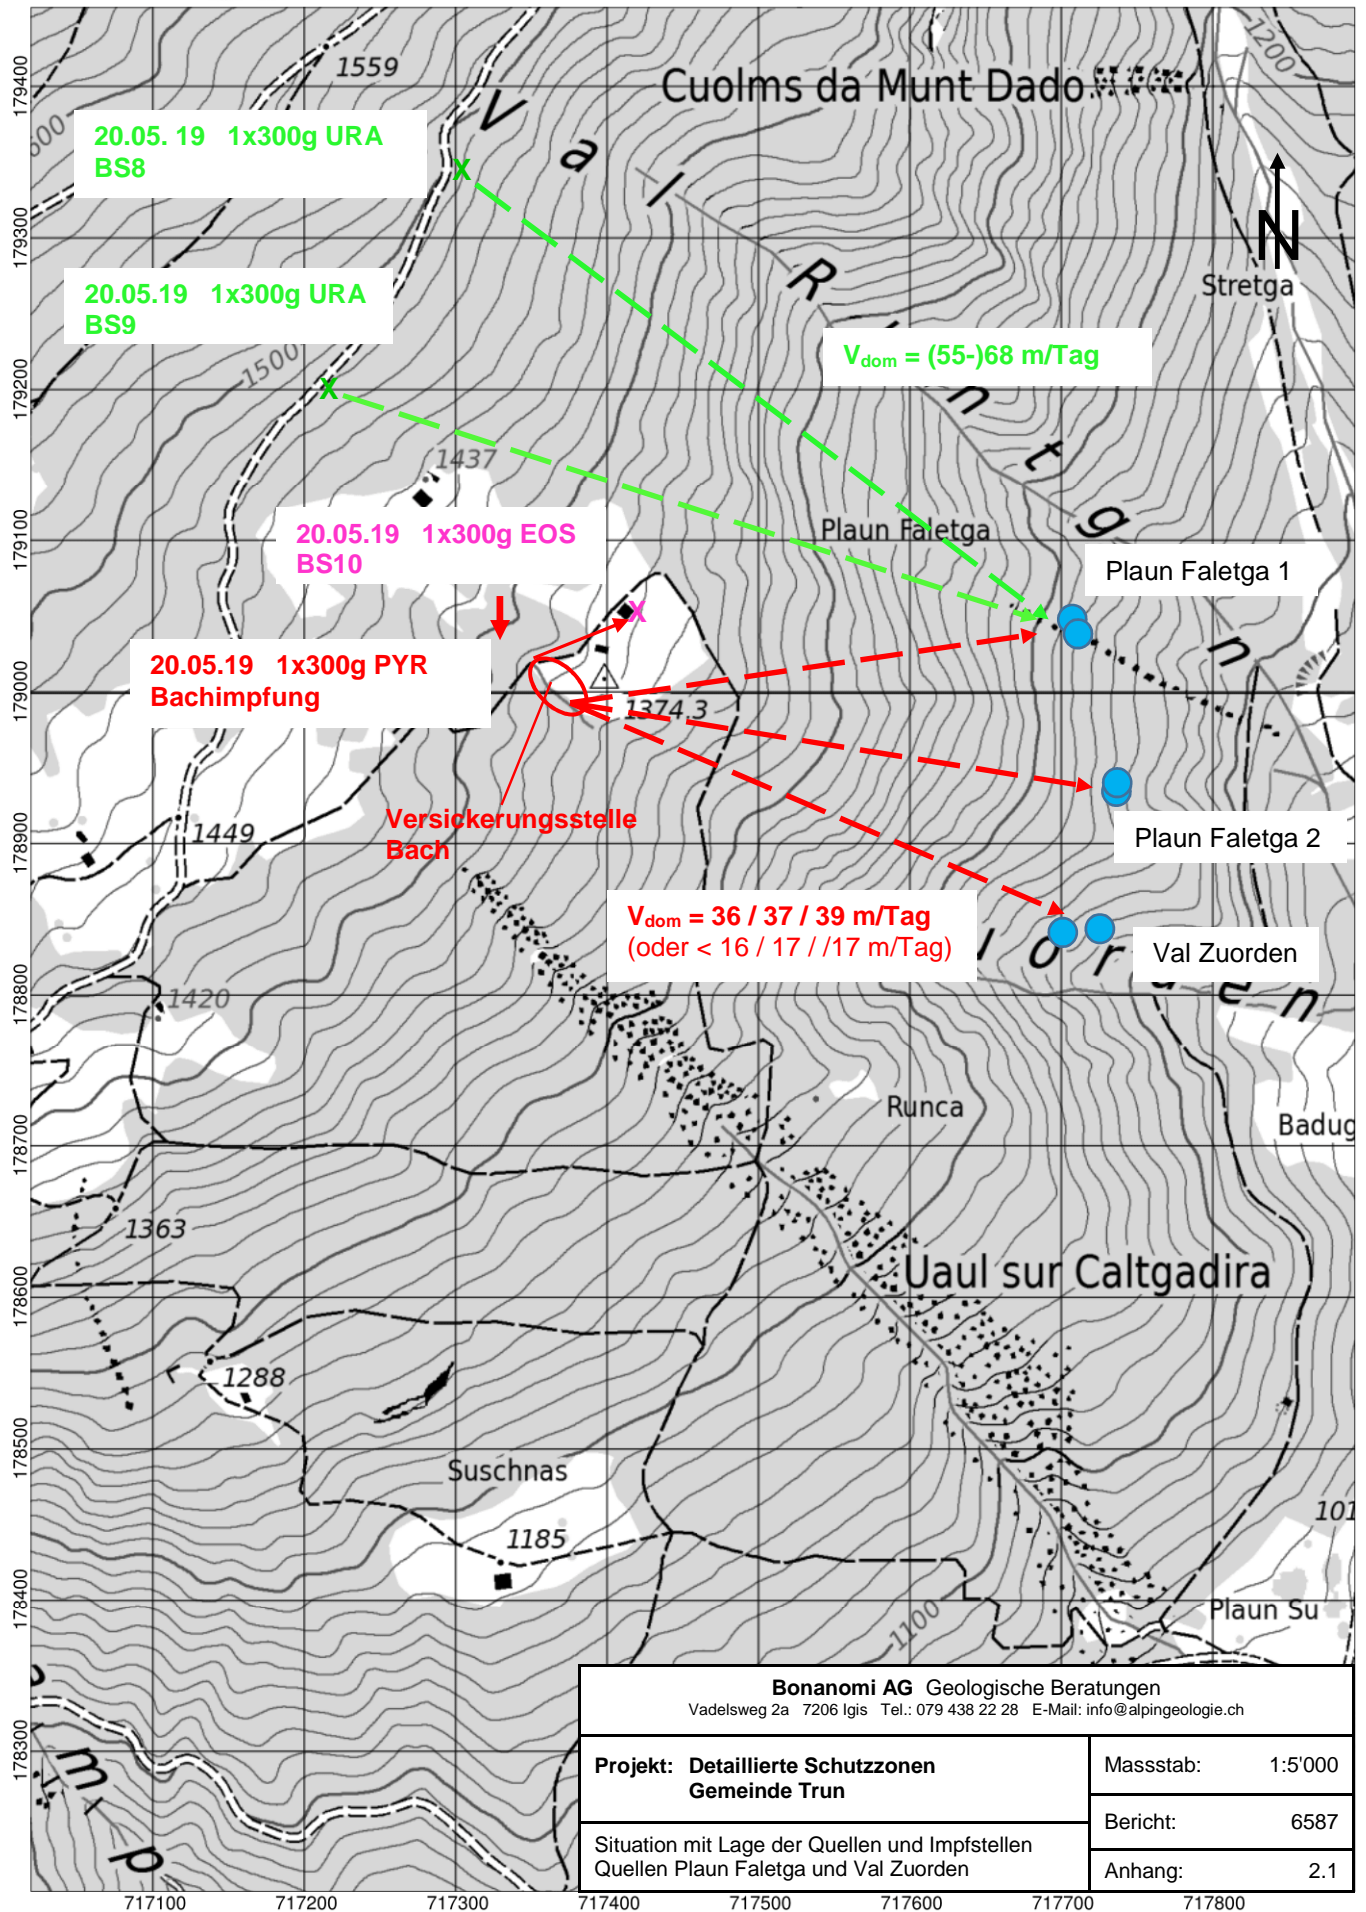 1559
Cuolms da Munt Dado
1200
1500
20.05. 19 1x300g URA
BS8
Val Rintgn
Stretga
20.05.19 1x300g URA
BS9
N
Vdom = (55-)68 m/Tag
1500
1437
20.05.19 1x300g EOS
BS10
Plaun Faletga
Plaun Faletga 1
20.05.19 1x300g PYR
Bachimpfung
1374.3
Versickerungsstelle
Bach
1449
Plaun Faletga 2
Vdom = 36 / 37 / 39 m/Tag
(oder < 16 / 17 / /17 m/Tag)
Val Zuorden
1420
Runca
Badug
1363
Uaul sur Caltgadira
1288
Suschnas
1185
101
1100
Plaun Su
Bonanomi AG Geologische Beratungen
Vadelsweg 2a 7206 Igis Tel.: 079 438 22 28 E-Mail: info@alpingeologie.ch
Projekt: Detaillierte Schutzzonen
Gemeinde Trun
Massstab: 1:5'000
Bericht: 6587
Situation mit Lage der Quellen und Impfstellen
Quellen Plaun Faletga und Val Zuorden
Anhang: 2.1
179400
179300
179200
179100
179000
178900
178800
178700
178600
178500
178400
178300
717100 717200 717300 717400 717500 717600 717700 717800